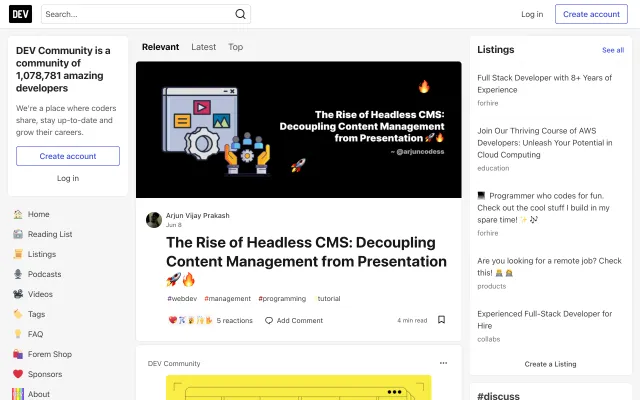 DEV
Search...
Log in
Create account
DEV Community is a
community of
1,078,781 amazing
developers
We're a place where coders
share, stay up-to-date and
grow their careers.
Create account
Log in
Home
Reading List
Listings
Podcasts
Videos
Tags
FAQ
Forem Shop
Sponsors
About
Relevant
Latest
Top
The Rise of Headless CMS:
Decoupling Content Management
from Presentation 🚀🔥
~ @arjuncodess
Arjun Vijay Prakash
Jun 8
The Rise of Headless CMS: Decoupling
Content Management from Presentation
🚀🔥
#webdev #management #programming tutorial
5 reactions
Add Comment
4 min read
DEV Community
Listings
See all
Full Stack Developer with 8+ Years of
Experience
forhire
Join Our Thriving Course of AWS
Developers: Unleash Your Potential in
Cloud Computing
education
Programmer who codes for fun.
Check out the cool stuff I build in my
spare time! ✨🎶
forhire
Are you looking for a remote job? Check
this!
products
Experienced Full-Stack Developer for
Hire
collabs
Create a Listing
#discuss